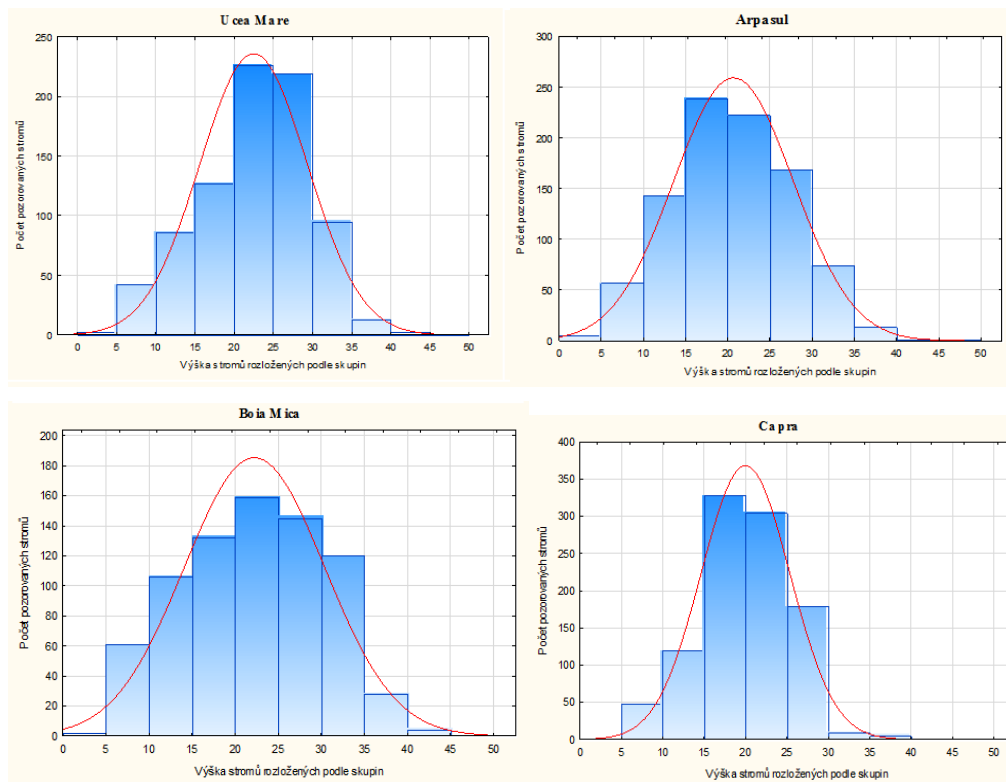 Ucea Mare
250
200
150
100
50
0
Počet pozorovaných stromů
0 5 10 15 20 25 30 35 40 45 50
Výška stromů rozložených podle skupin
Arpasul
300
250
200
150
100
50
0
Počet pozorovaných stromů
0 5 10 15 20 25 30 35 40 45 50
Výška stromů rozložených podle skupin
Boia Mica
200
180
160
140
120
100
80
60
40
20
0
Počet pozorovaných stromů
0 5 10 15 20 25 30 35 40 45 50
Výška stromů rozložených podle skupin
Capra
400
350
300
250
200
150
100
50
0
Počet pozorovaných stromů
0 5 10 15 20 25 30 35 40 45 50
Výška stromů rozložených podle skupin